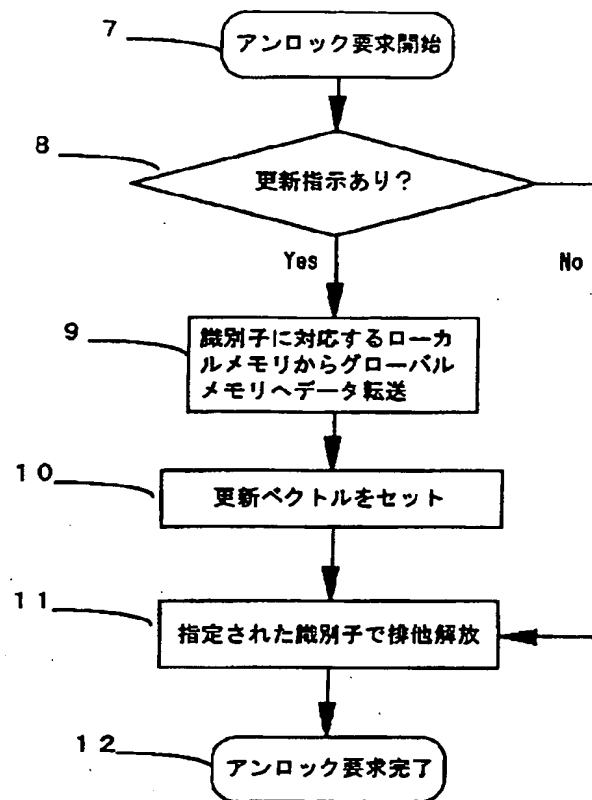 7
アンロック要求開始
8
更新指示あり?
Yes
No
9
識別子に対応するローカ
ルメモリからグローバル
メモリへデータ転送
10
更新ベクトルをセット
11
指定された識別子で排他解放
12
アンロック要求完了